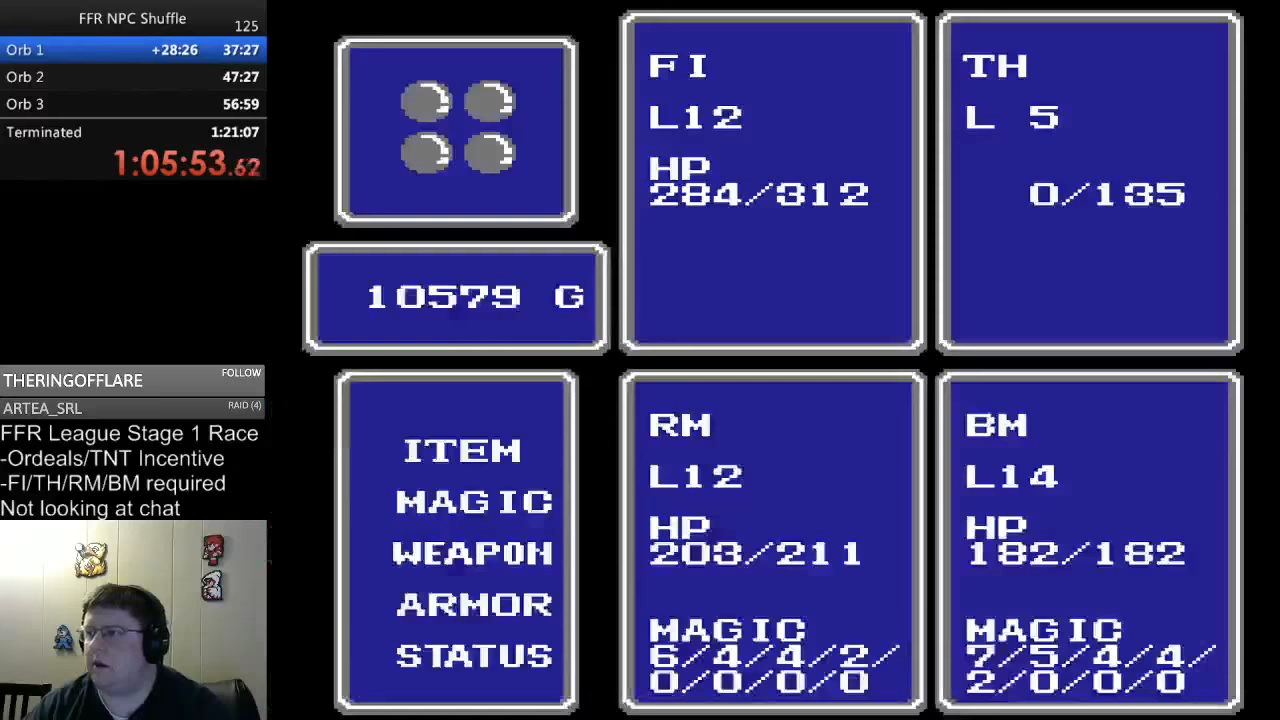 FFR NPC Shuffle
125
Orb 1 +28:26 37:27
Orb 2 47:27
Orb 3 56:59
Terminated 1:21:07
1:05:53.62
THERINGOFFLARE FOLLOW
ARTEA_SRL RAID (4)
FFR League Stage 1 Race
-Ordeals/TNT Incentive
-FI/TH/RM/BM required
Not looking at chat
10579 G
ITEM
MAGIC
WEAPON
ARMOR
STATUS
FI
L12
HP
284/312
TH
L 5
0/135
RM
L12
HP
203/211
MAGIC
6/4/4/2/
0/0/0/0
BM
L14
HP
182/182
MAGIC
7/5/4/4/
2/0/0/0